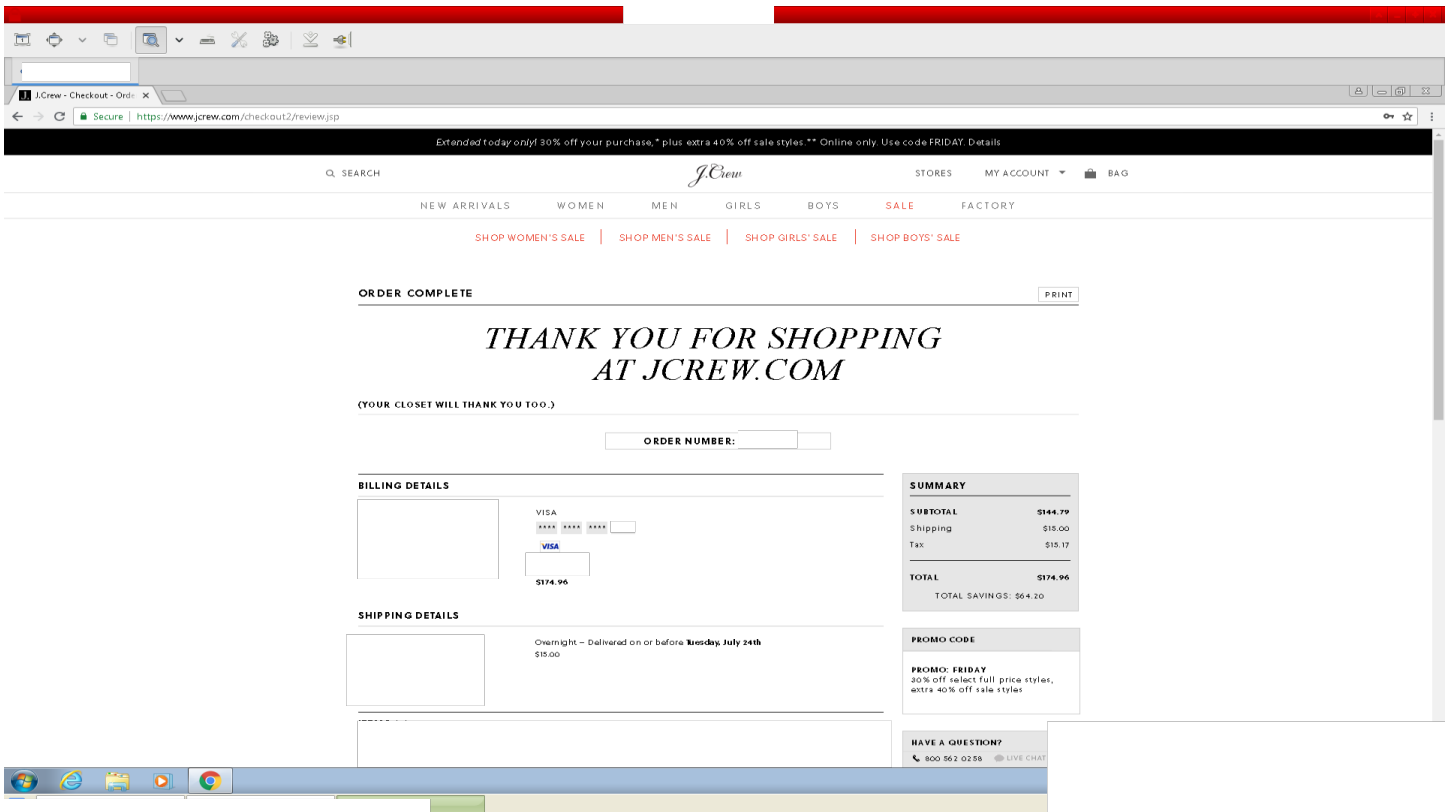 J.Crew - Checkout - Orde
Secure | https://www.jcrew.com/checkout2/review.jsp
Extended today only! 30% off your purchase,* plus extra 40% off sale styles.** Online only. Use code FRIDAY. Details
SEARCH
J.Crew
STORES MY ACCOUNT BAG
NEW ARRIVALS WOMEN MEN GIRLS BOYS SALE FACTORY
SHOP WOMEN'S SALE SHOP MEN'S SALE SHOP GIRLS' SALE SHOP BOYS' SALE
ORDER COMPLETE
PRINT
THANK YOU FOR SHOPPING
AT JCREW.COM
(YOUR CLOSET WILL THANK YOU TOO.)
ORDER NUMBER:
BILLING DETAILS
VISA
**** **** ****
VISA
$174.96
SHIPPING DETAILS
Overnight – Delivered on or before Tuesday, July 24th
$15.00
SUMMARY
SUBTOTAL $144.79
Shipping $15.00
Tax $15.17
TOTAL $174.96
TOTAL SAVINGS: $64.20
PROMO CODE
PROMO: FRIDAY
30% off select full price styles,
extra 40% off sale styles
HAVE A QUESTION?
800 562 0258 LIVE CHAT